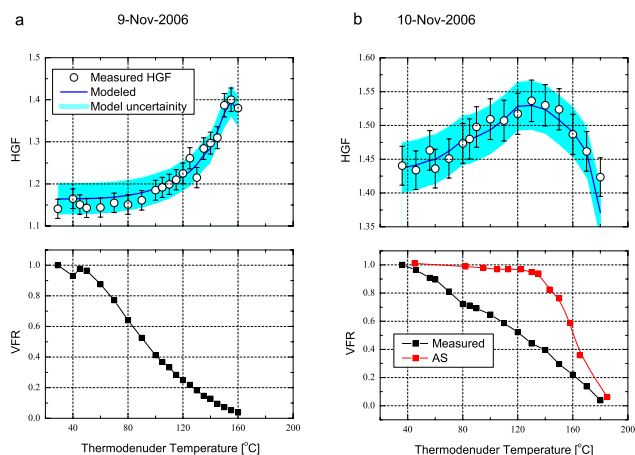 a 9-Nov-2006
b 10-Nov-2006
1.5
1.4
1.3
1.2
1.1
HGF
Measured HGF
Modeled
Model uncertainity
1.60
1.55
1.50
1.45
1.40
1.35
HGF
1.0
0.8
0.6
0.4
0.2
0.0
VFR
40 80 120 160 200
Thermodenuder Temperature [°C]
1.0
0.8
0.6
0.4
0.2
0.0
VFR
Measured
AS
40 80 120 160 200
Thermodenuder Temperature [°C]